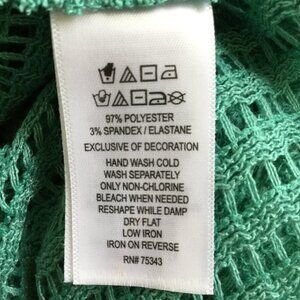 97% POLYESTER
3% SPANDEX / ELASTANE
EXCLUSIVE OF DECORATION
HAND WASH COLD
WASH SEPARATELY
ONLY NON-CHLORINE
BLEACH WHEN NEEDED
RESHAPE WHILE DAMP
DRY FLAT
LOW IRON
IRON ON REVERSE
RN# 75343